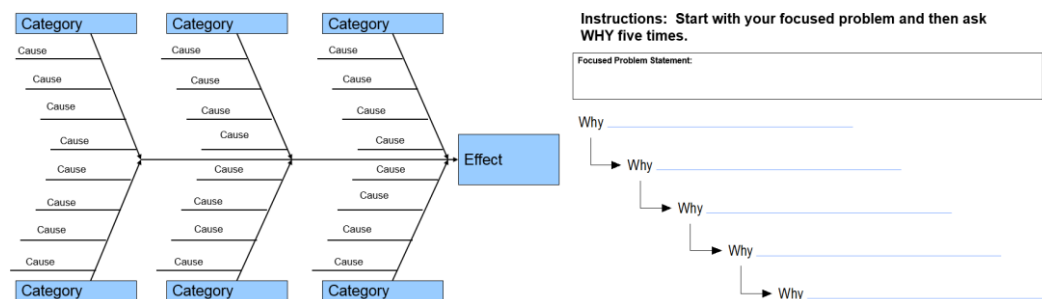 Category
Category
Category
Cause
Cause
Cause
Cause
Cause
Cause
Cause
Cause
Cause
Cause
Cause
Cause
Effect
Cause
Cause
Cause
Cause
Cause
Cause
Cause
Cause
Cause
Cause
Cause
Cause
Category
Category
Category
Instructions:  Start with your focused problem and then ask
WHY five times.
Focused Problem Statement:
Why
Why
Why
Why
Why